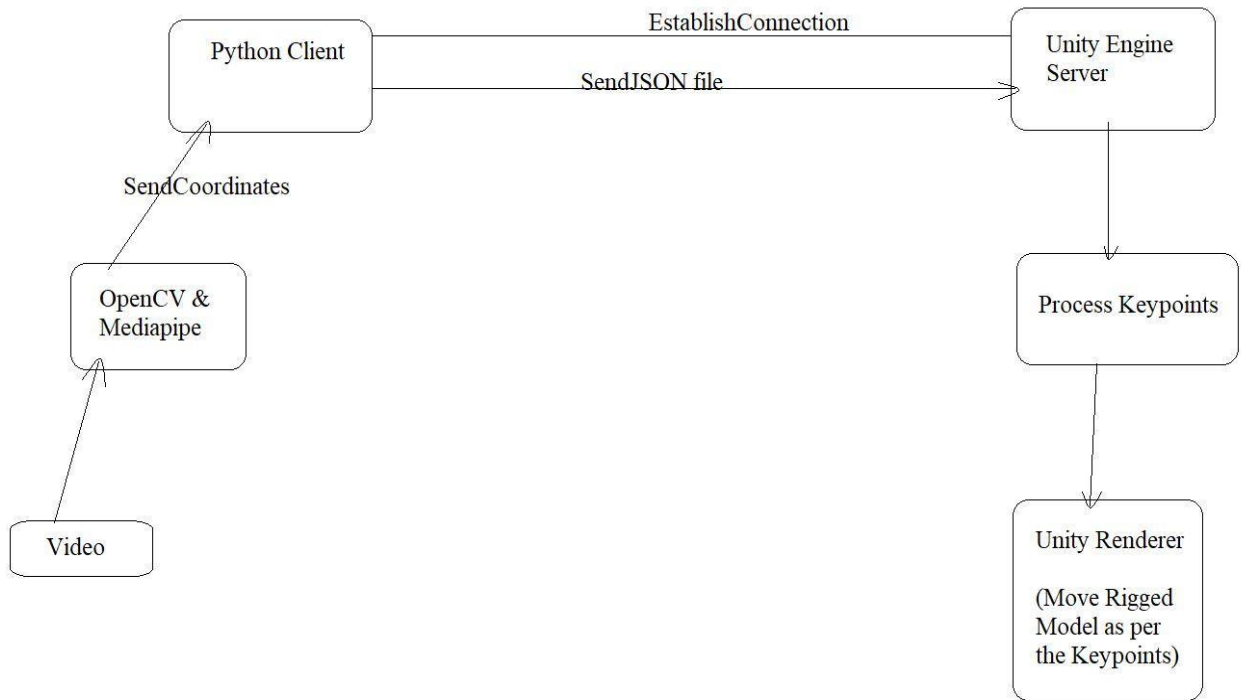 EstablishConnection
Python Client
Unity Engine
Server
SendJSON file
SendCoordinates
OpenCV &
Mediapipe
Process Keypoints
Video
Unity Renderer
(Move Rigged
Model as per
the Keypoints)